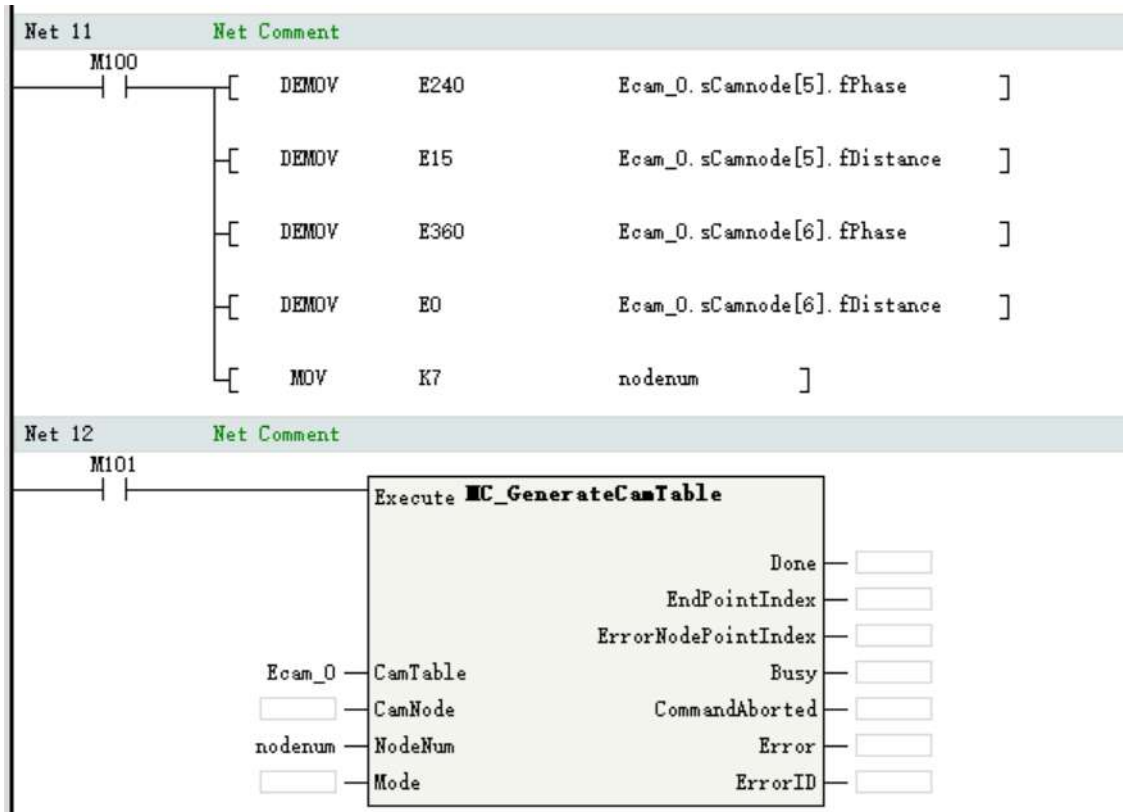 Net 11 Net Comment
M100
[ DEMOV E240 Ecam_0.sCamnode[5].fPhase ]
[ DEMOV E15 Ecam_0.sCamnode[5].fDistance ]
[ DEMOV E360 Ecam_0.sCamnode[6].fPhase ]
[ DEMOV E0 Ecam_0.sCamnode[6].fDistance ]
[ MOV K7 nodenum ]
Net 12 Net Comment
M101
Execute MC_GenerateCamTable
Done
EndPointIndex
ErrorNodePointIndex
Ecam_0 CamTable Busy
CamNode CommandAborted
nodenum NodeNum Error
Mode ErrorID